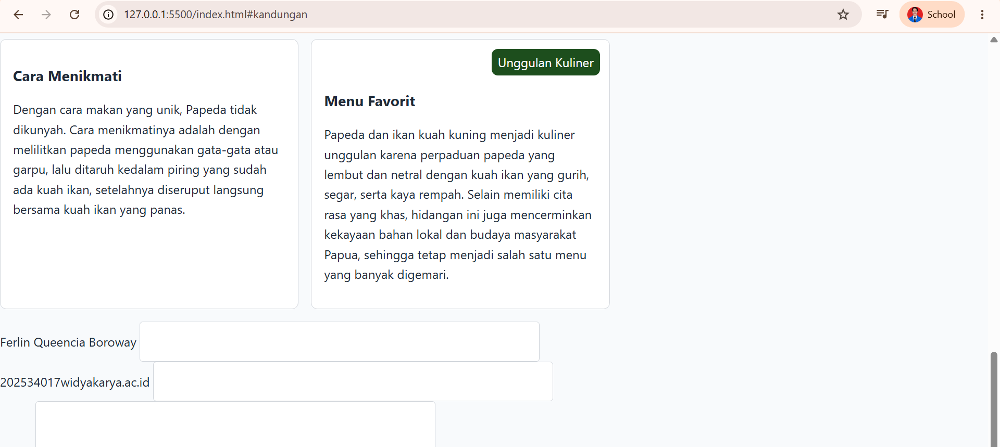 127.0.0.1:5500/index.html#kandungan
School
Cara Menikmati
Dengan cara makan yang unik, Papeda tidak
dikunyah. Cara menikmatinya adalah dengan
melilitkan papeda menggunakan gata-gata atau
garpu, lalu ditaruh kedalam piring yang sudah
ada kuah ikan, setelahnya diseruput langsung
bersama kuah ikan yang panas.
Unggulan Kuliner
Menu Favorit
Papeda dan ikan kuah kuning menjadi kuliner
unggulan karena perpaduan papeda yang
lembut dan netral dengan kuah ikan yang gurih,
segar, serta kaya rempah. Selain memiliki cita
rasa yang khas, hidangan ini juga mencerminkan
kekayaan bahan lokal dan budaya masyarakat
Papua, sehingga tetap menjadi salah satu menu
yang banyak digemari.
Ferlin Queencia Boroway
202534017widyakarya.ac.id